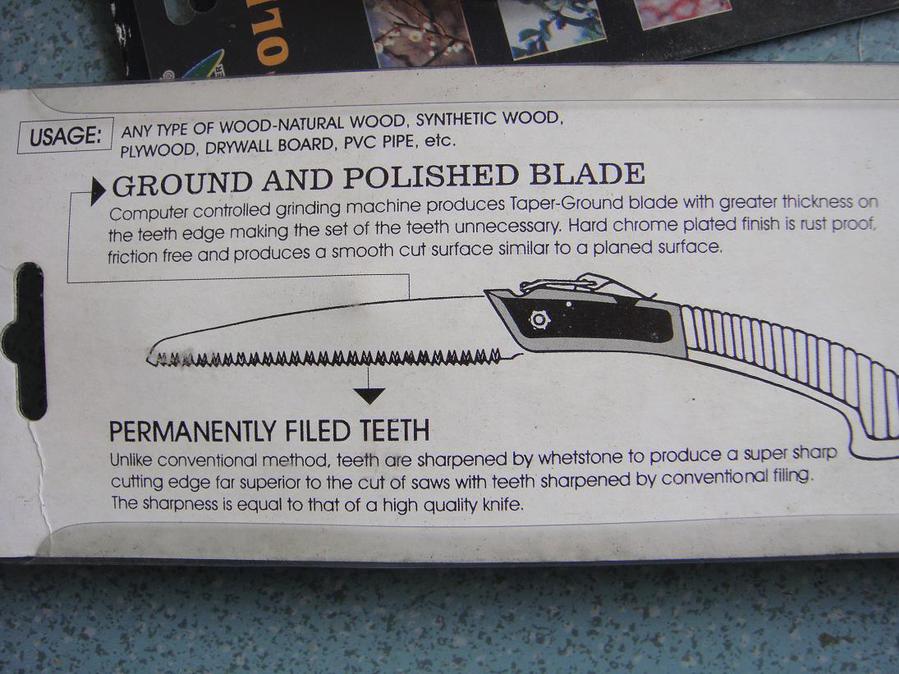 OL
USAGE: ANY TYPE OF WOOD-NATURAL WOOD, SYNTHETIC WOOD,
PLYWOOD, DRYWALL BOARD, PVC PIPE, etc.
GROUND AND POLISHED BLADE
Computer controlled grinding machine produces Taper-Ground blade with greater thickness on
the teeth edge making the set of the teeth unnecessary. Hard chrome plated finish is rust proof,
friction free and produces a smooth cut surface similar to a planed surface.
PERMANENTLY FILED TEETH
Unlike conventional method, teeth are sharpened by whetstone to produce a super sharp
cutting edge far superior to the cut of saws with teeth sharpened by conventional filing.
The sharpness is equal to that of a high quality knife.